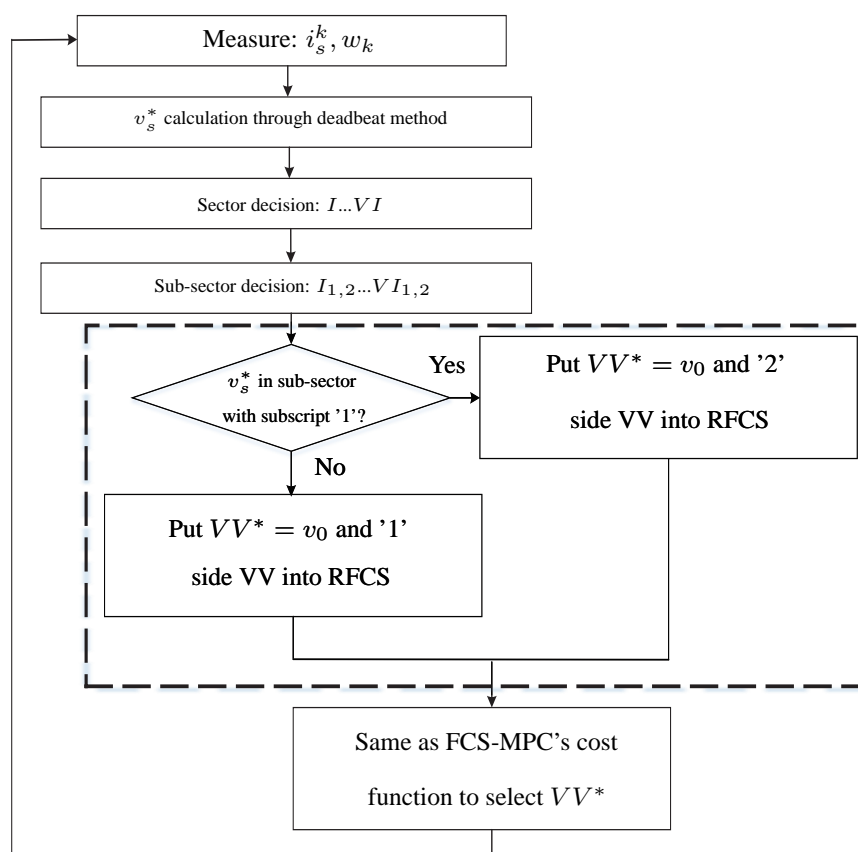 Measure: $i_s^k, w_k$
$v_s^*$ calculation through deadbeat method
Sector decision: $I...VI$
Sub-sector decision: $I_{1,2}...VI_{1,2}$
$v_s^*$ in sub-sector
with subscript '1'?
Yes
Put $VV^* = v_0$ and '2'
side VV into RFCS
No
Put $VV^* = v_0$ and '1'
side VV into RFCS
Same as FCS-MPC's cost
function to select $VV^*$